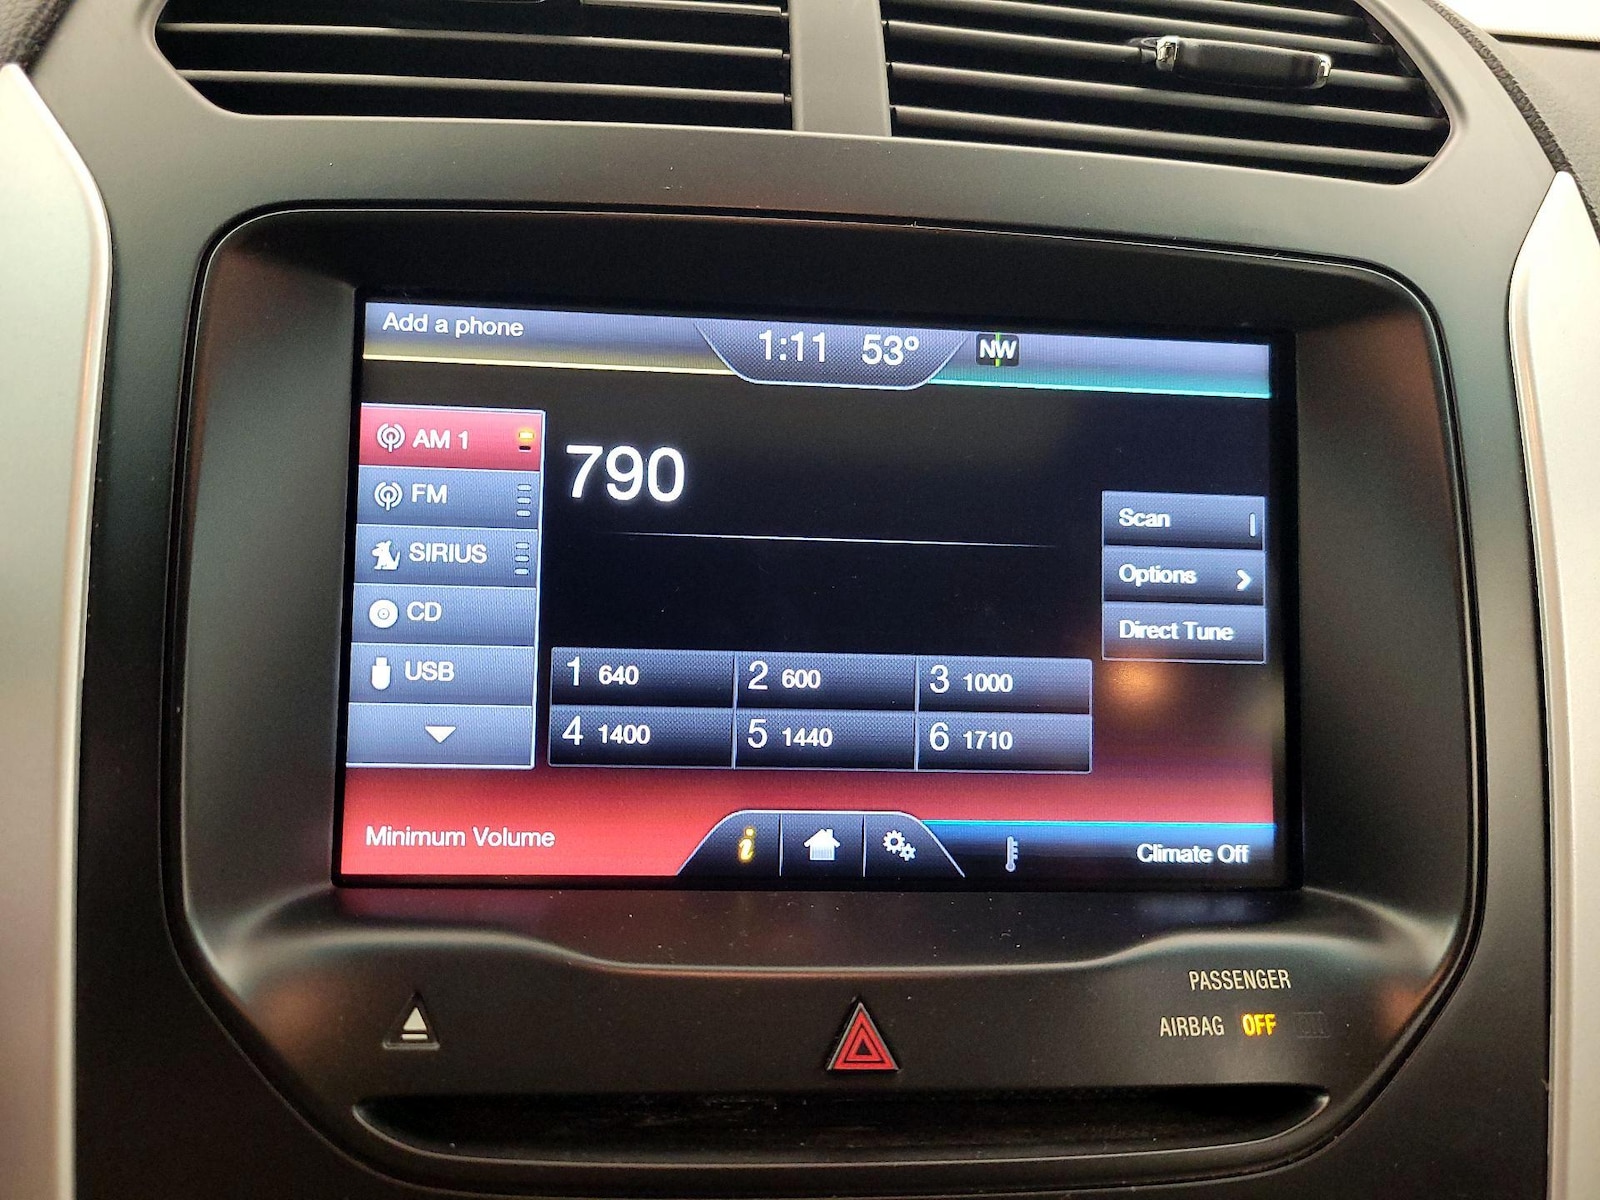 Add a phone
1:11 53° NW
AM 1
790
FM
SIRIUS
CD
USB
Scan
Options
Direct Tune
1 640
2 600
3 1000
4 1400
5 1440
6 1710
Minimum Volume
i
Climate Off
PASSENGER
AIRBAG OFF